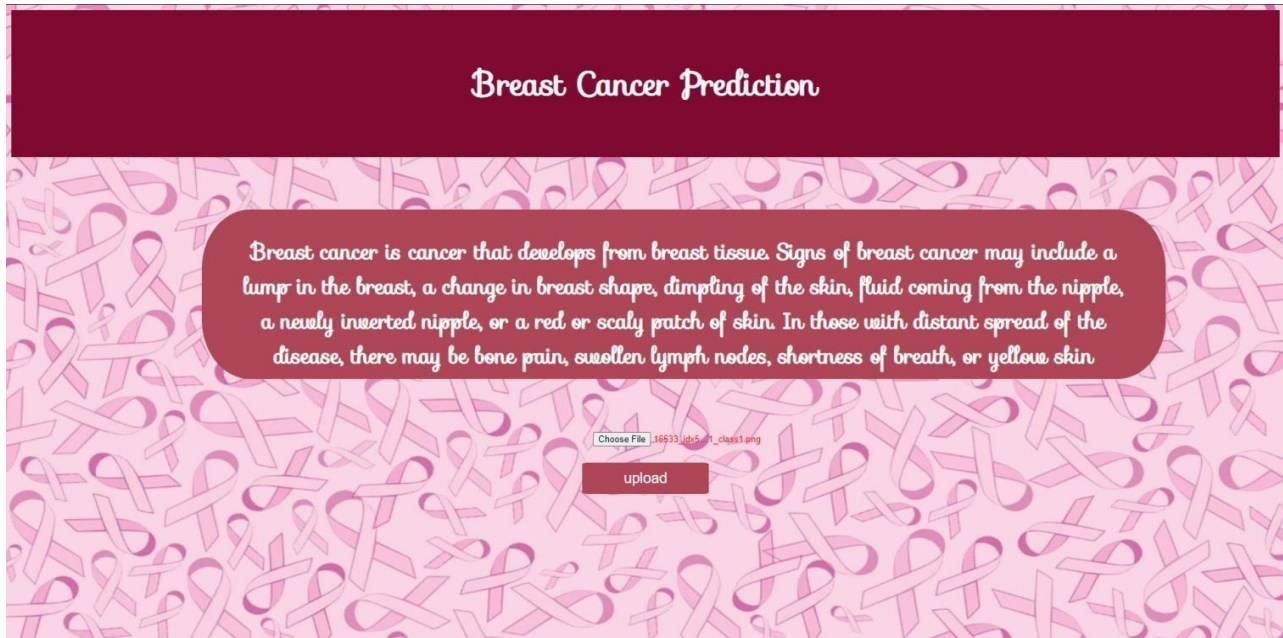 Breast Cancer Prediction
Breast cancer is cancer that develops from breast tissue. Signs of breast cancer may include a
lump in the breast, a change in breast shape, dimpling of the skin, fluid coming from the nipple,
a newly inverted nipple, or a red or scaly patch of skin. In those with distant spread of the
disease, there may be bone pain, swollen lymph nodes, shortness of breath, or yellow skin
Choose File 16533_idx5...1_class1.png
upload